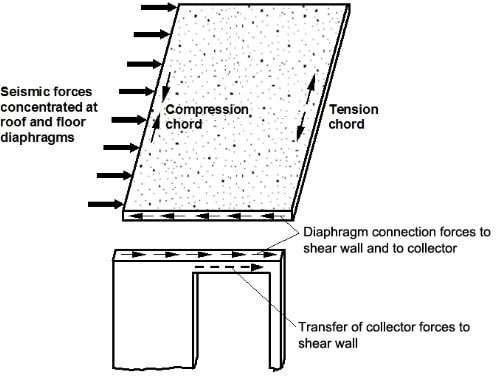 Seismic forces
concentrated at
roof and floor
diaphragms
Compression
chord
Tension
chord
Diaphragm connection forces to
shear wall and to collector
Transfer of collector forces to
shear wall